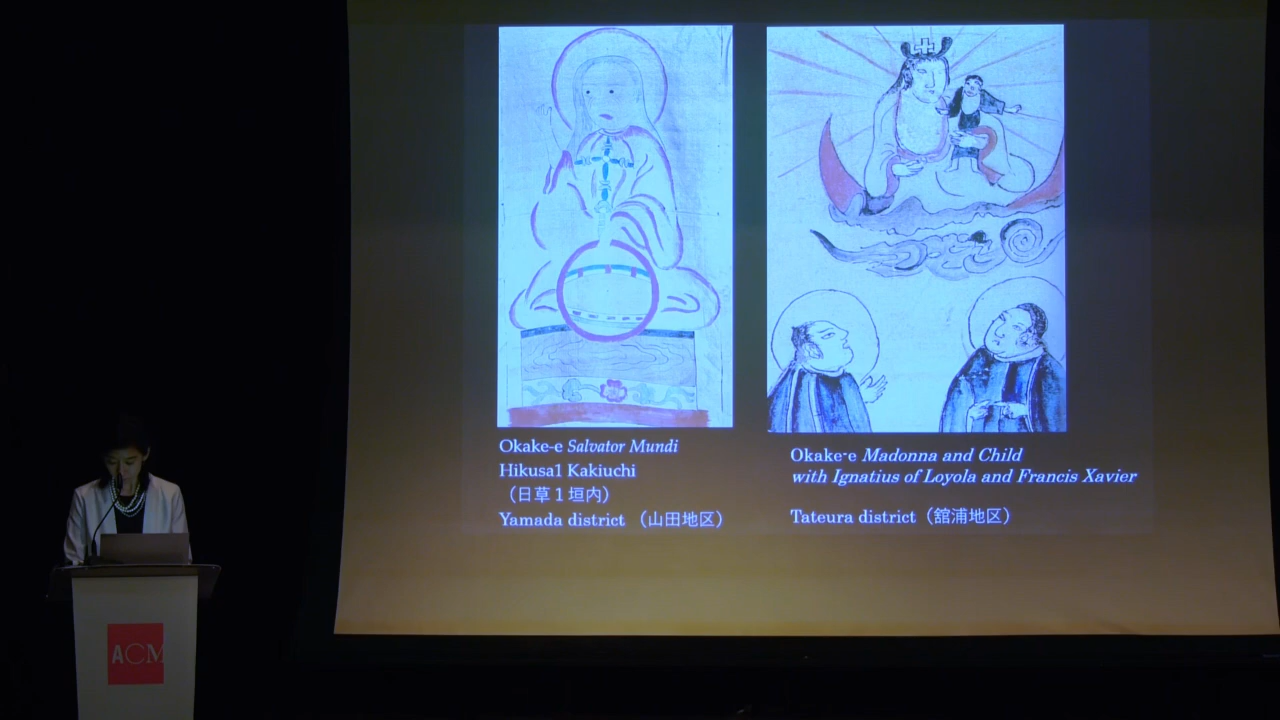 Okake-e Salvator Mundi
Hikusa1 Kakiuchi
（日草１垣内）
Yamada district （山田地区）
Okake-e Madonna and Child
with Ignatius of Loyola and Francis Xavier
Tateura district（舘浦地区）
ACM